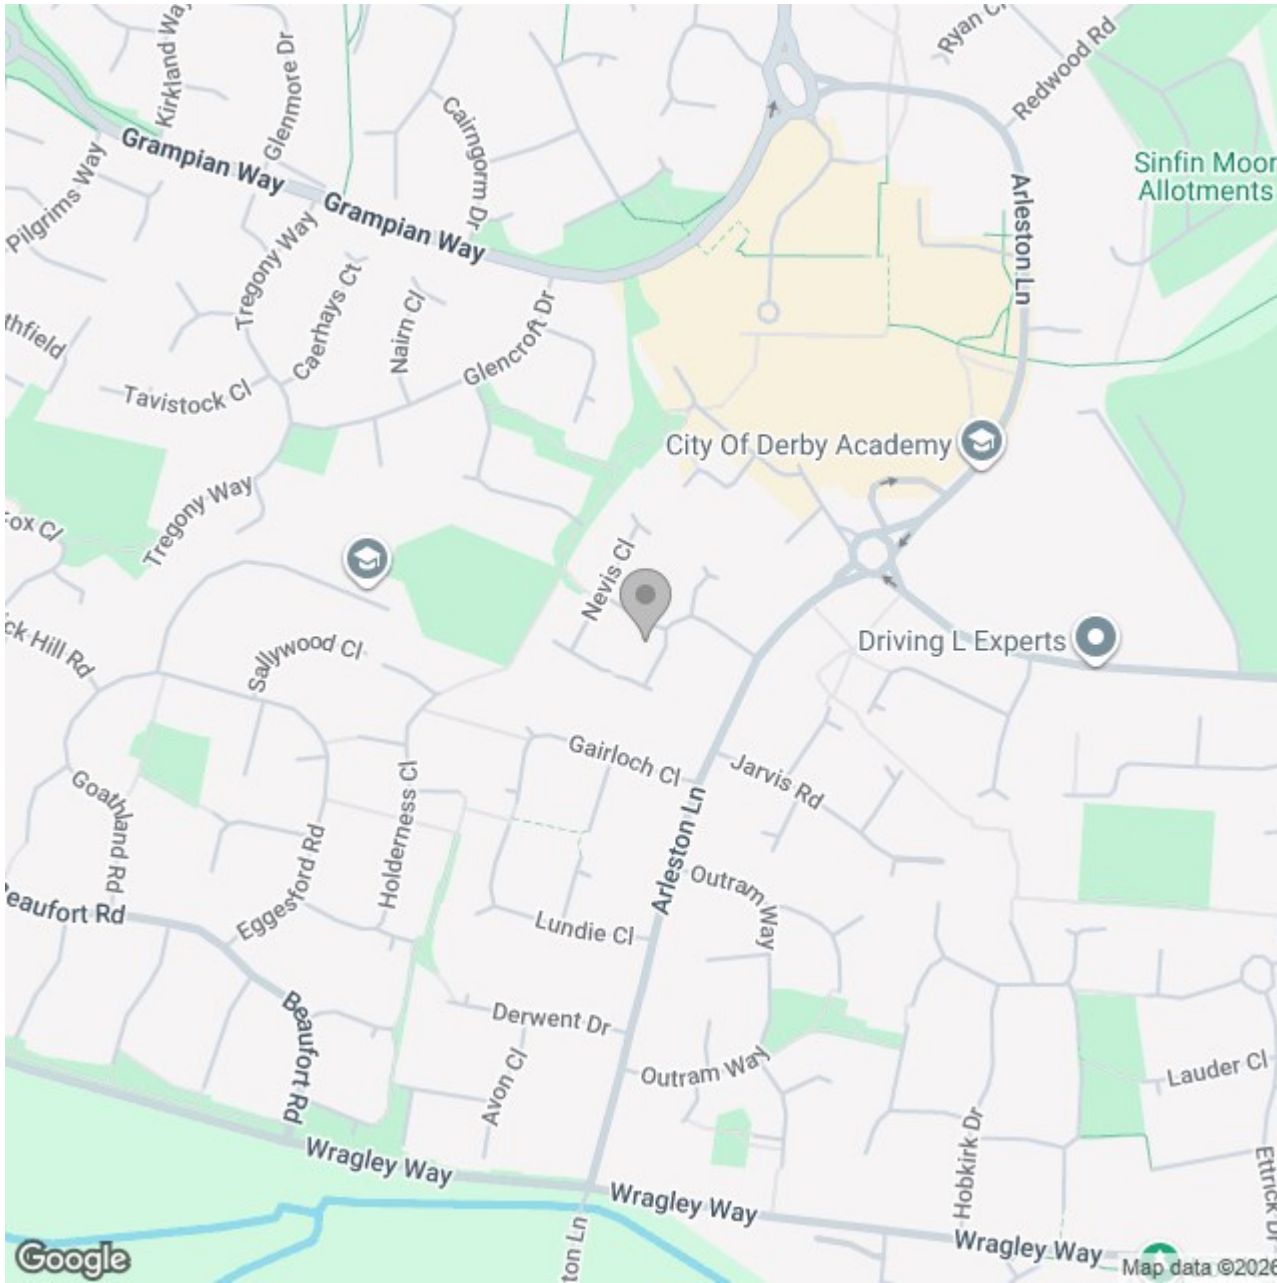 Kirkland Way
Glenmore Dr
Ryan Cl
Redwood Rd
Cairngorm Dr
Grampian Way
Pilgrims Way
Grampian Way
Sinfin Moor
Allotments
Arleston Ln
Tregony Way
Caerhays Ct
Nairn Cl
Glencroft Dr
thfield
Tavistock Cl
City Of Derby Academy
Tregony Way
Fox Cl
Nevis Cl
ck Hill Rd
Sallywood Cl
Driving L Experts
Gairloch Cl
Jarvis Rd
Goathland Rd
Holderness Cl
Arleston Ln
Eggesford Rd
Outram Way
Beaufort Rd
Lundie Cl
Beaufort Rd
Derwent Dr
Avon Cl
Outram Way
Lauder Cl
Hobkirk Dr
Ettrick Dr
Wragley Way
Wragley Way
Wragley Way
ton Ln
Google
Map data ©2026